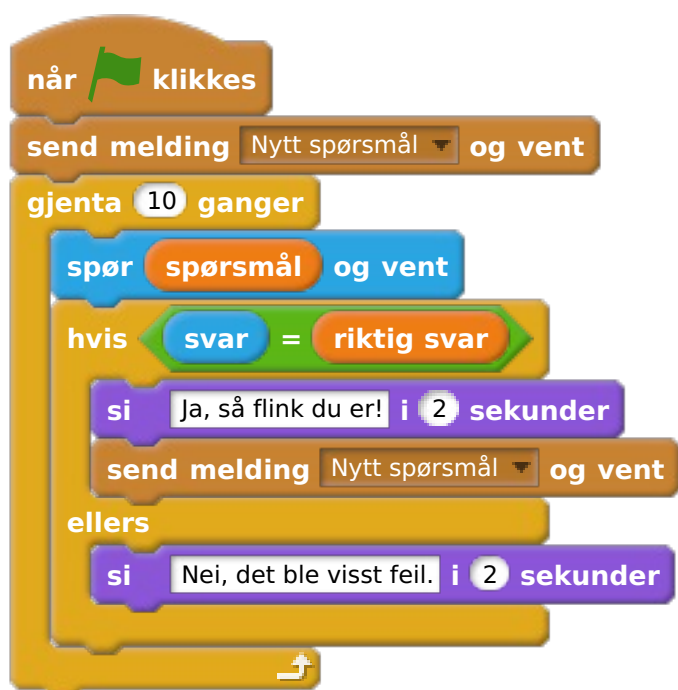 når klikkes
send melding Nytt spørsmål og vent
gjenta 10 ganger
spør spørsmål og vent
hvis svar = riktig svar
si Ja, så flink du er! i 2 sekunder
send melding Nytt spørsmål og vent
ellers
si Nei, det ble visst feil. i 2 sekunder